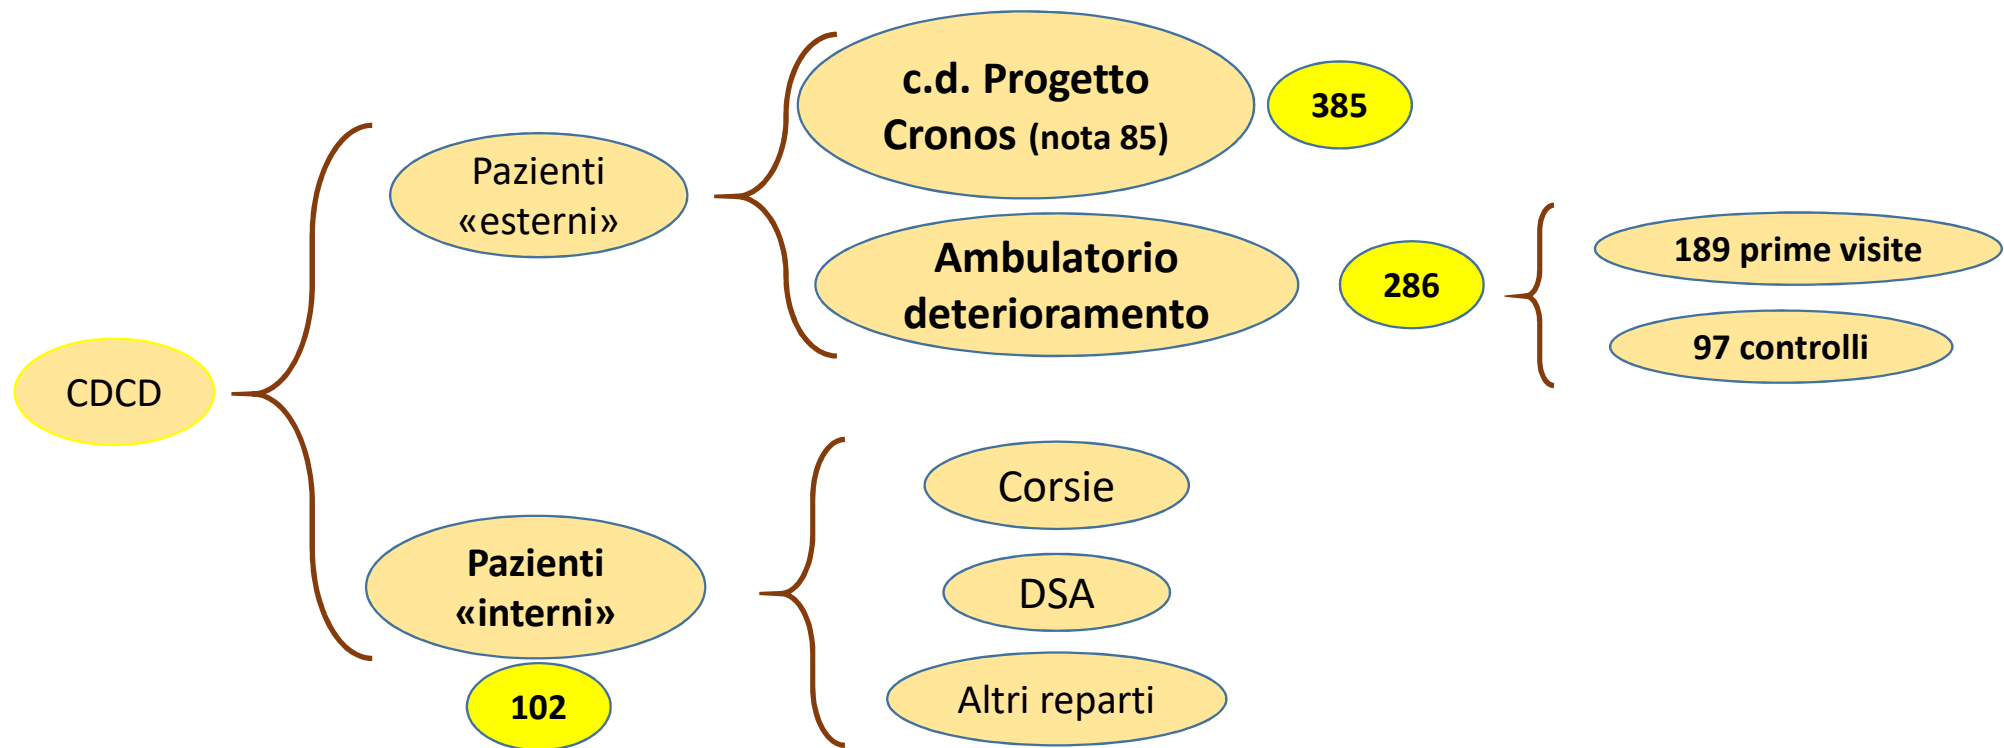 CDCD
Pazienti
«esterni»
c.d. Progetto
Cronos (nota 85)
385
Ambulatorio
deterioramento
286
189 prime visite
97 controlli
Pazienti
«interni»
102
Corsie
DSA
Altri reparti